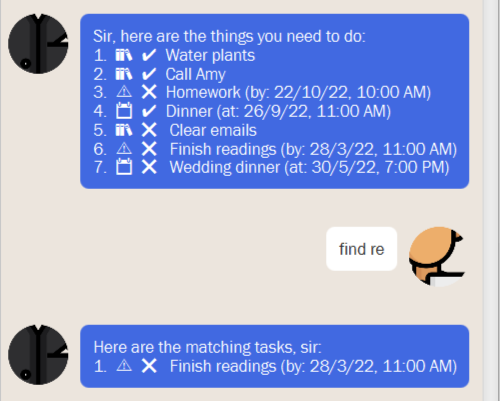 Sir, here are the things you need to do:
1. ✔ Water plants
2. ✔ Call Amy
3. ⚠ ✕ Homework (by: 22/10/22, 10:00 AM)
4. ✔ Dinner (at: 26/9/22, 11:00 AM)
5. ✕ Clear emails
6. ⚠ ✕ Finish readings (by: 28/3/22, 11:00 AM)
7. ✕ Wedding dinner (at: 30/5/22, 7:00 PM)
find re
Here are the matching tasks, sir:
1. ⚠ ✕ Finish readings (by: 28/3/22, 11:00 AM)